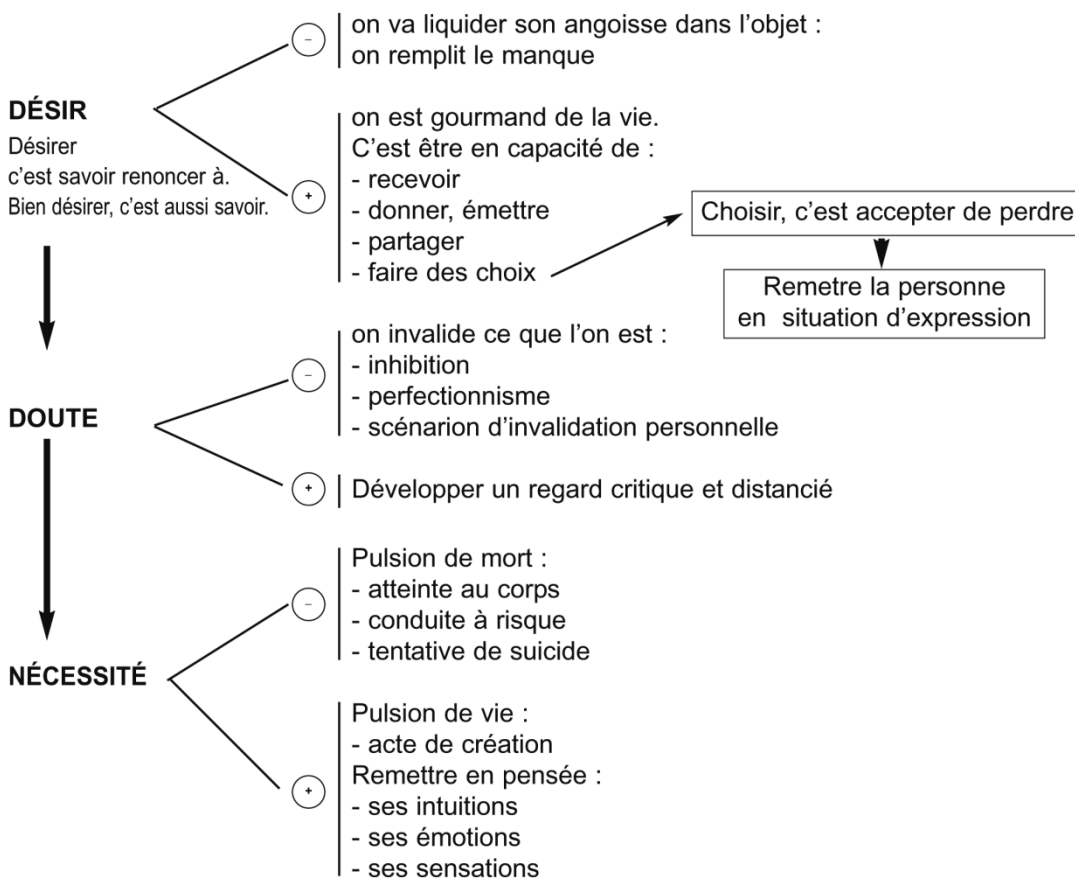 on va liquider son angoisse dans l’objet :
on remplit le manque
DÉSIR
Désirer
c’est savoir renoncer à.
Bien désirer, c’est aussi savoir.
on est gourmand de la vie.
C’est être en capacité de :
- recevoir
- donner, émettre
- partager
- faire des choix
Choisir, c’est accepter de perdre
Remetre la personne
en situation d’expression
on invalide ce que l’on est :
- inhibition
- perfectionnisme
- scénarion d’invalidation personnelle
DOUTE
Développer un regard critique et distancié
Pulsion de mort :
- atteinte au corps
- conduite à risque
- tentative de suicide
NÉCESSITÉ
Pulsion de vie :
- acte de création
Remettre en pensée :
- ses intuitions
- ses émotions
- ses sensations